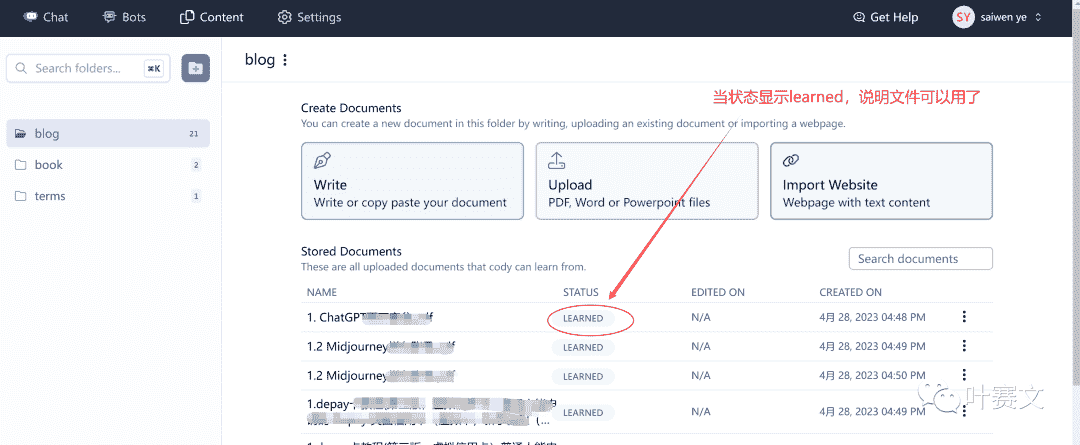 Chat Bots Content Settings Get Help SY saiwen ye
Search folders... ⌘K
blog
blog 21
book 2
terms 1
当状态显示learned，说明文件可以用了
Create Documents
You can create a new document in this folder by writing, uploading an existing document or importing a webpage.
Write
Write or copy paste your document
Upload
PDF, Word or Powerpoint files
Import Website
Webpage with text content
Stored Documents
These are all uploaded documents that cody can learn from.
Search documents
NAME STATUS EDITED ON CREATED ON
1. ChatGPT LEARNED N/A 4月 28, 2023 04:48 PM
1.2 Midjourney LEARNED N/A 4月 28, 2023 04:49 PM
1.2 Midjourney LEARNED N/A 4月 28, 2023 04:50 PM
1.depay LEARNED N/A 4月 28, 2023 04:49 PM
叶赛文